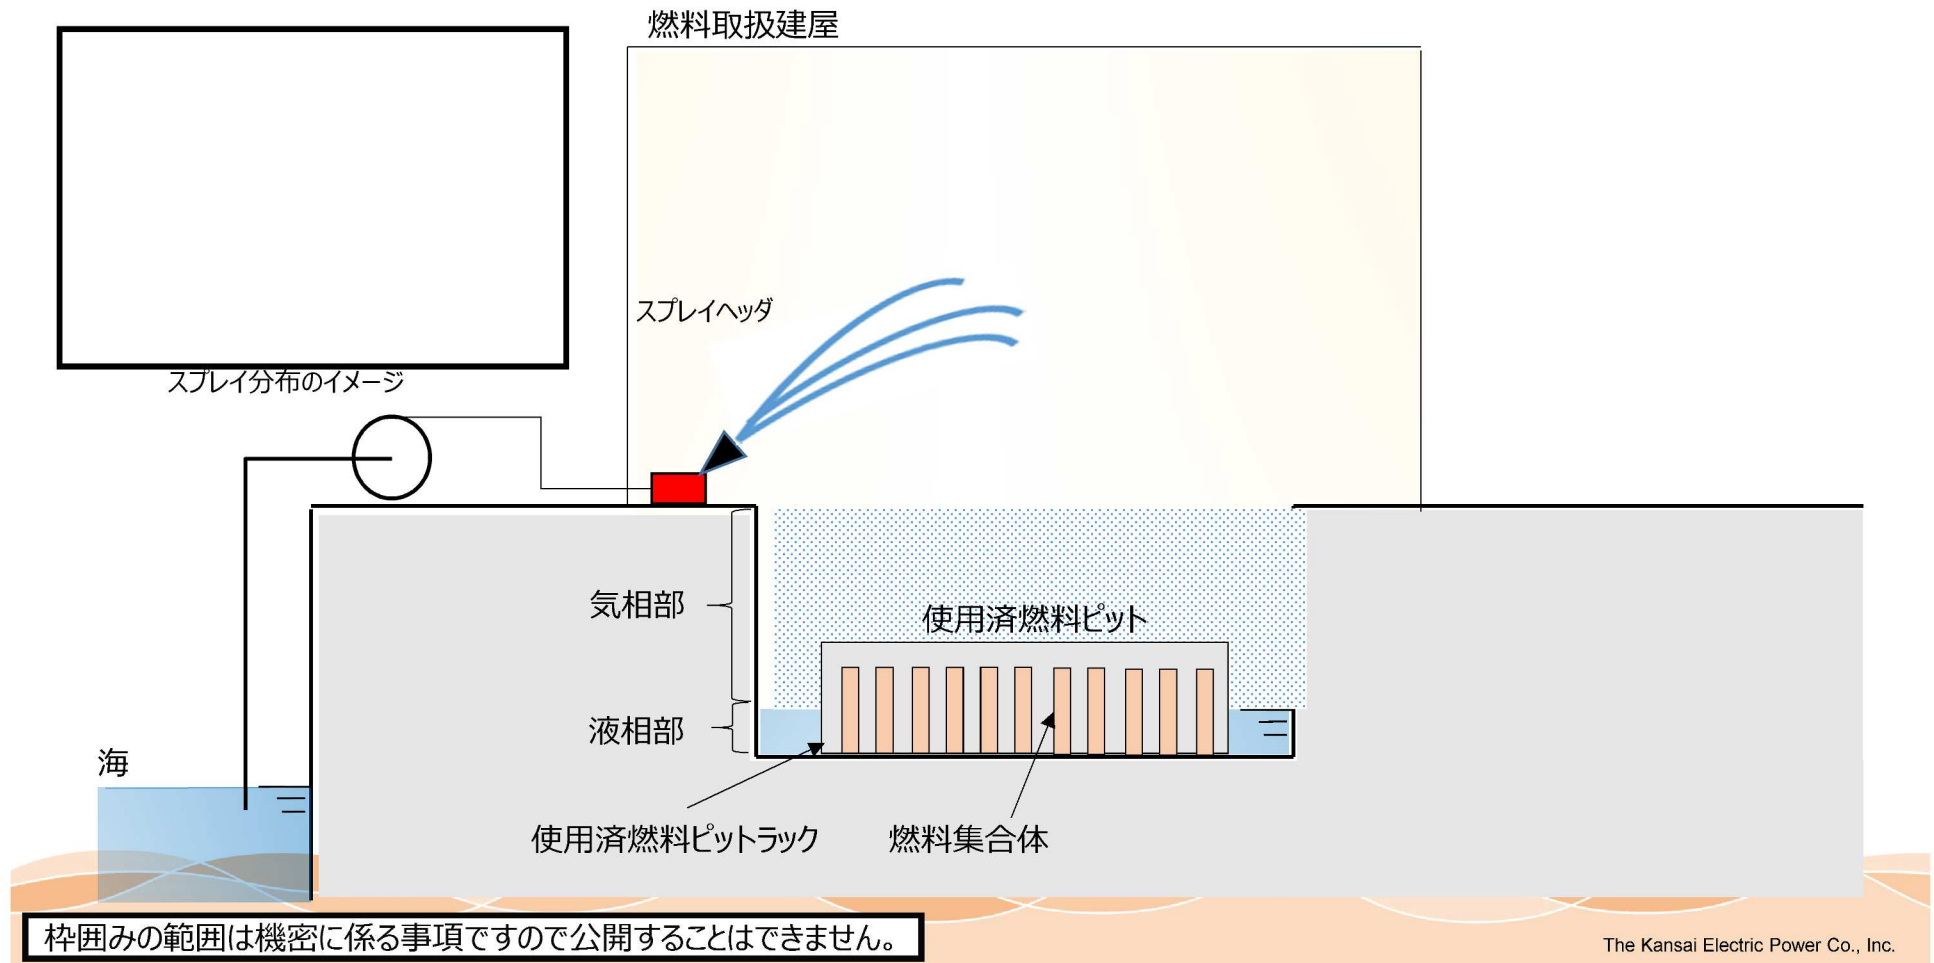 燃料取扱建屋
スプレイヘッダ
スプレイ分布のイメージ
気相部
使用済燃料ピット
液相部
海
使用済燃料ピットラック
燃料集合体
枠囲みの範囲は機密に係る事項ですので公開することはできません。
The Kansai Electric Power Co., Inc.